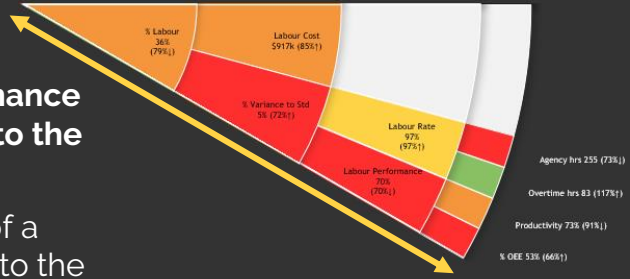 nance
to the
of a
to the
% Labour
36%
(79%↓)
Labour Cost
$917k (85%↑)
% Variance to Std
5% (72%↑)
Labour Rate
97%
(97%↑)
Labour Performance
70%
(70%↓)
Agency hrs 255 (73%↓)
Overtime hrs 83 (117%↑)
Productivity 73% (91%↓)
% OEE 53% (66%↑)